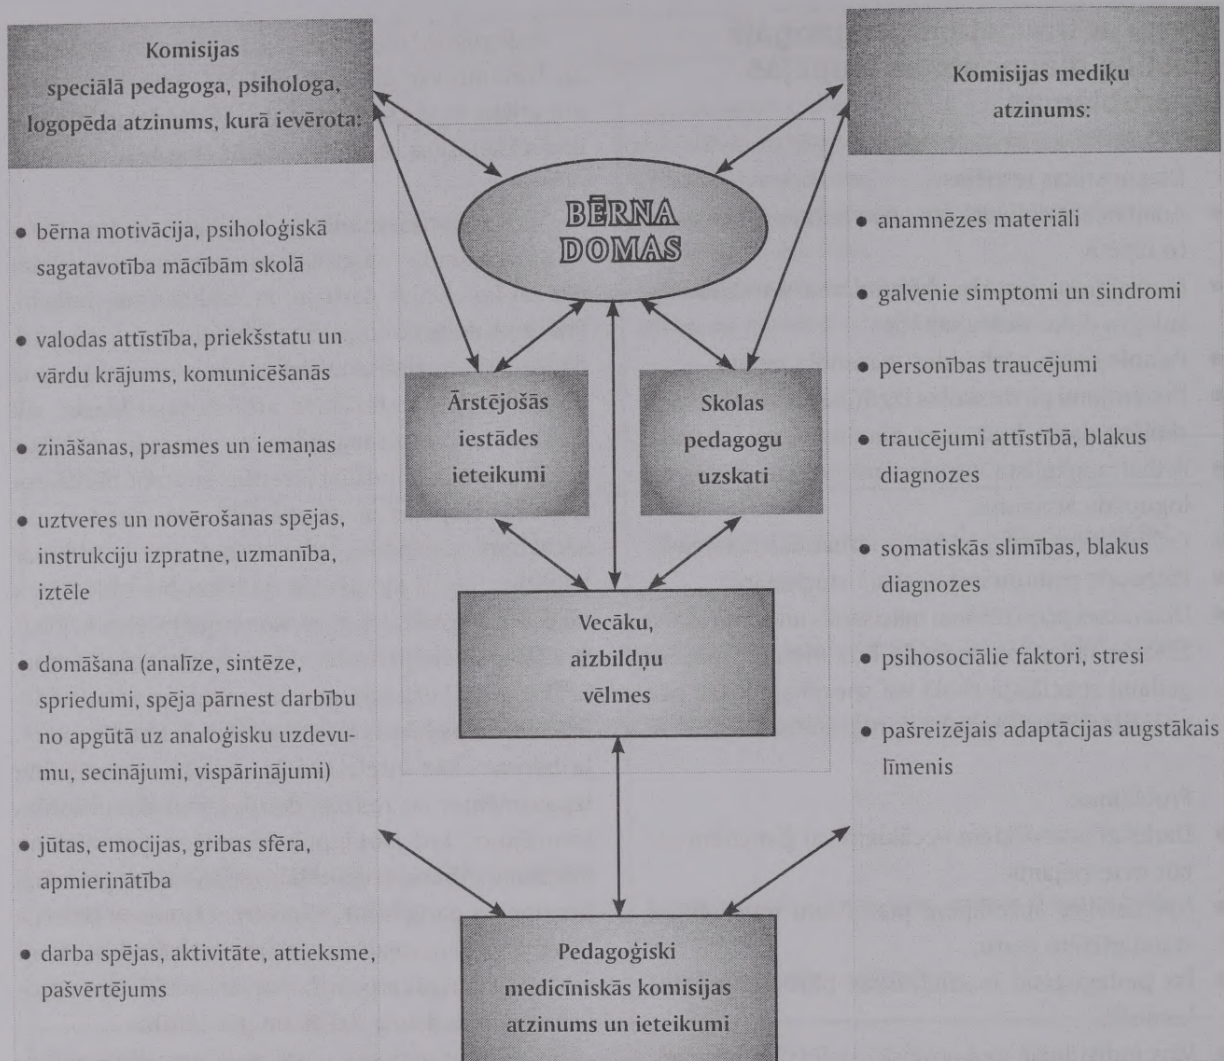 Komisijas
speciālā pedagoga, psihologa,
logopēda atzinums, kurā ievērota:
• bērna motivācija, psiholoģiskā
sagatavotība mācībām skolā
• valodas attīstība, priekšstatu un
vārdu krājums, komunicēšanās
• zināšanas, prasmes un iemaņas
• uztveres un novērošanas spējas,
instrukciju izpratne, uzmanība,
iztēle
• domāšana (analīze, sintēze,
spriedumi, spēja pārnest darbību
no apgūtā uz analoģisku uzdevu-
mu, secinājumi, vispārinājumi)
• jūtas, emocijas, gribas sfēra,
apmierinātība
• darba spējas, aktivitāte, attieksme,
pašvērtējums
BĒRNA
DOMAS
Ārstējošās
iestādes
ieteikumi
Skolas
pedagogu
uzskati
Vecāku,
aizbildņu
vēlmes
Pedagoģiski
medicīniskās komisijas
atzinums un ieteikumi
Komisijas mediķu
atzinums:
• anamnēzes materiāli
• galvenie simptomi un sindromi
• personības traucējumi
• traucējumi attīstībā, blakus
diagnozes
• somatiskās slimības, blakus
diagnozes
• psihosociālie faktori, stresi
• pašreizējais adaptācijas augstākais
līmenis